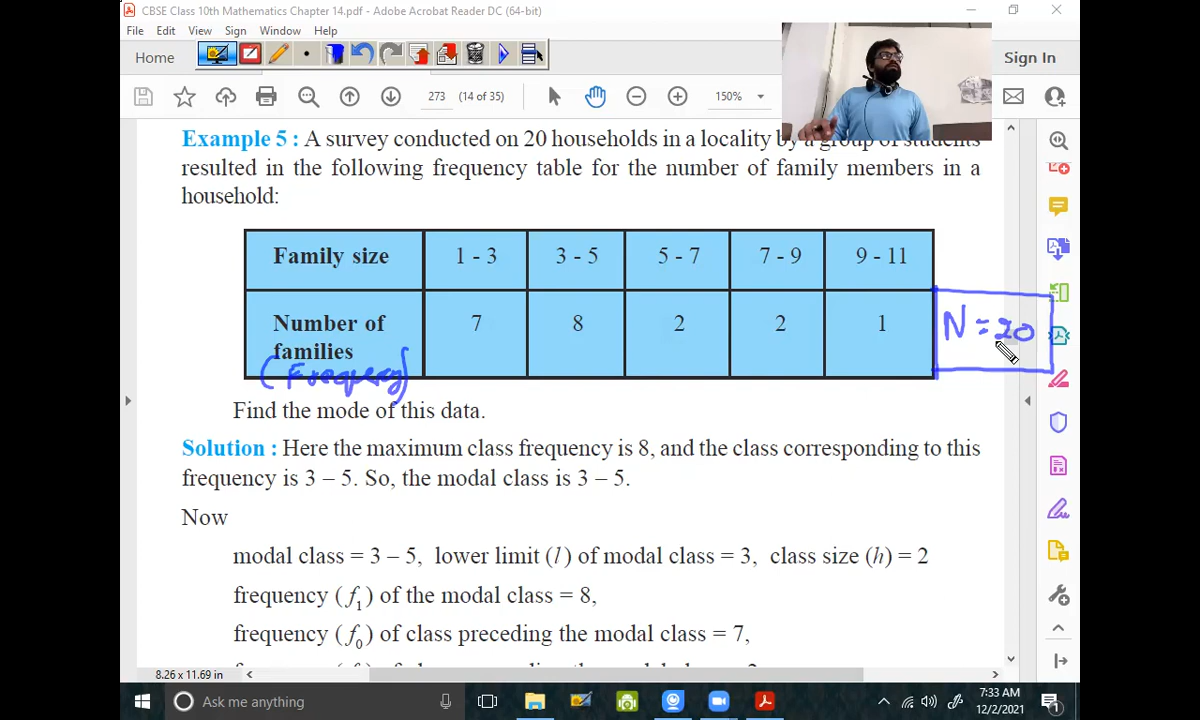 CBSE Class 10th Mathematics Chapter 14.pdf - Adobe Acrobat Reader DC (64-bit)
File Edit View Sign Window Help
Home
Sign In
273 (14 of 35)
150%
Example 5 : A survey conducted on 20 households in a locality by a group of students
resulted in the following frequency table for the number of family members in a
household:
Family size 1 - 3 3 - 5 5 - 7 7 - 9 9 - 11
Number of families 7 8 2 2 1
N = 20
(Frequency)
Find the mode of this data.
Solution : Here the maximum class frequency is 8, and the class corresponding to this
frequency is 3 – 5. So, the modal class is 3 – 5.
Now
modal class = 3 – 5, lower limit (l) of modal class = 3, class size (h) = 2
frequency (f1) of the modal class = 8,
frequency (f0) of class preceding the modal class = 7,
8.26 x 11.69 in
Ask me anything
7:33 AM
12/2/2021
1